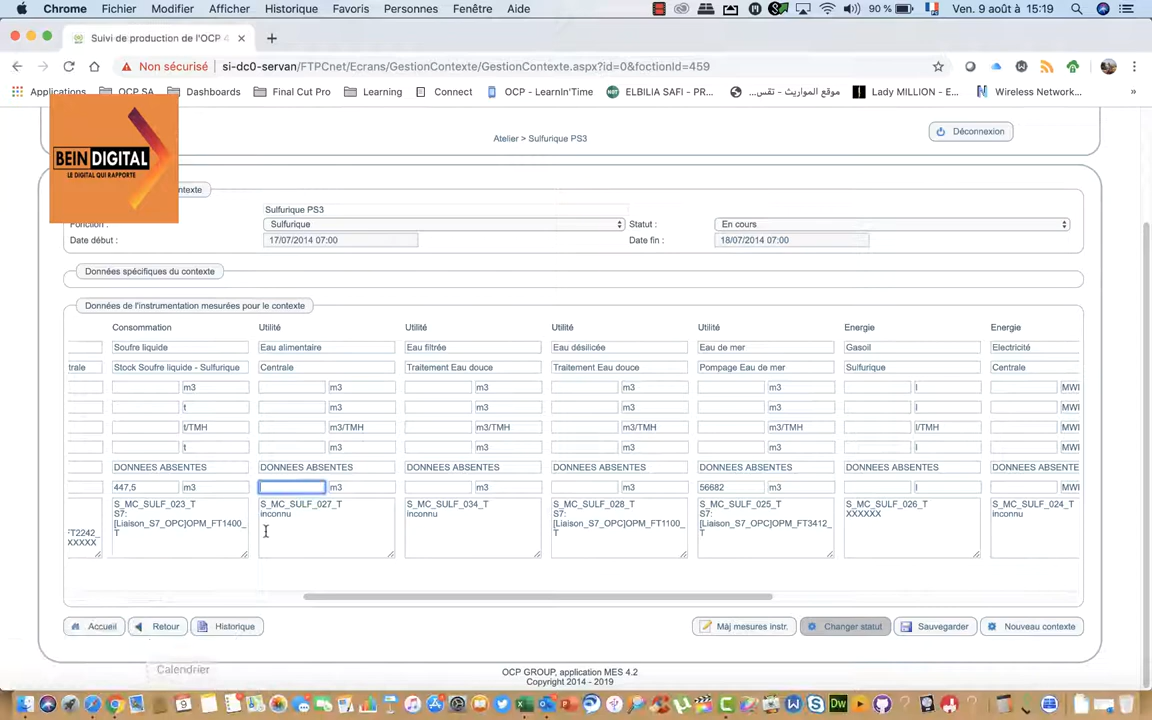 Chrome Fichier Modifier Afficher Historique Favoris Personnes Fenêtre Aide 90 % Ven. 9 août à 15:19
Suivi de production de l'OCP 4
Non sécurisé si-dc0-servan/FTPCnet/Ecrans/GestionContexte/GestionContexte.aspx?id=0&foctionId=459
Applications OCP SA Dashboards Final Cut Pro Learning Connect OCP - LearnIn'Time ELBILIA SAFI - PR... موقع المواريث - تقس... Lady MILLION - E... Wireless Network... »
BEIN DIGITAL
LE DIGITAL QUI RAPPORTE
Atelier > Sulfurique PS3
Déconnexion
ntexte
Sulfurique PS3
Fonction : Sulfurique Statut : En cours
Date début : 17/07/2014 07:00 Date fin : 18/07/2014 07:00
Données spécifiques du contexte
Données de l'instrumentation mesurées pour le contexte
Consommation Utilité Utilité Utilité Utilité Energie Energie
Soufre liquide Eau alimentaire Eau filtrée Eau désilicée Eau de mer Gasoil Electricité
trale Stock Soufre liquide - Sulfurique Centrale Traitement Eau douce Traitement Eau douce Pompage Eau de mer Sulfurique Centrale
m3 m3 m3 m3 m3 l MWI
t m3 m3 m3 m3 l MWI
t/TMH m3/TMH m3/TMH m3/TMH m3/TMH l/TMH MWI
t m3 m3 m3 m3 l MWI
DONNEES ABSENTES DONNEES ABSENTES DONNEES ABSENTES DONNEES ABSENTES DONNEES ABSENTES DONNEES ABSENTES DONNEES ABSENTE
447,5 m3 m3 m3 m3 56682 m3 l MWI
S_MC_SULF_023_T S_MC_SULF_027_T S_MC_SULF_034_T S_MC_SULF_028_T S_MC_SULF_025_T S_MC_SULF_026_T S_MC_SULF_024_T
S7: inconnu inconnu S7: S7: XXXXXX inconnu
FT2242_ [Liaison_S7_OPC]OPM_FT1400_ [Liaison_S7_OPC]OPM_FT1100_ [Liaison_S7_OPC]OPM_FT3412_
XXXXX T T T
Accueil Retour Historique Màj mesures instr. Changer statut Sauvegarder Nouveau contexte
Calendrier
OCP GROUP, application MES 4.2
Copyright 2014 - 2019